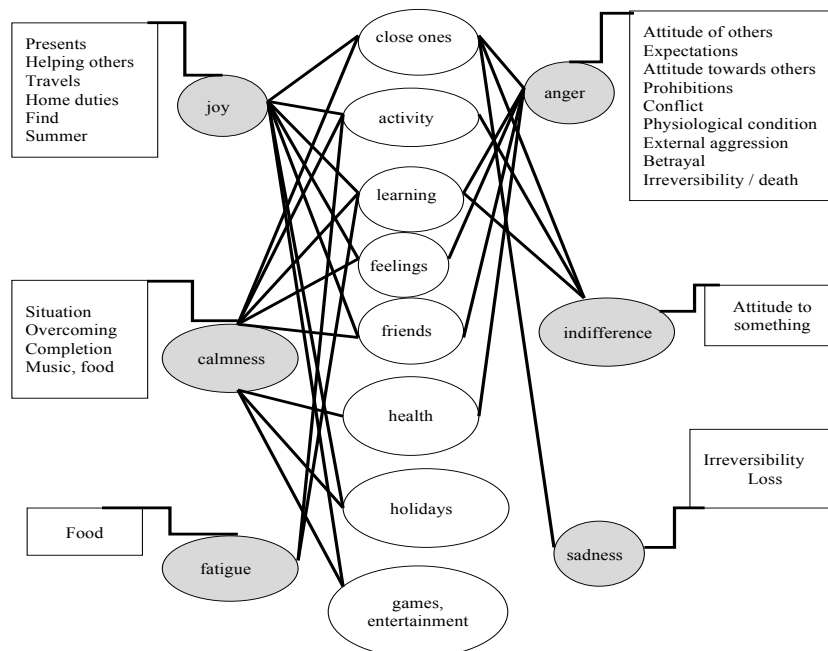 Presents
Helping others
Travels
Home duties
Find
Summer
joy
Situation
Overcoming
Completion
Music, food
calmness
Food
fatigue
close ones
activity
learning
feelings
friends
health
holidays
games,
entertainment
Attitude of others
Expectations
Attitude towards others
Prohibitions
Conflict
Physiological condition
External aggression
Betrayal
Irreversibility / death
anger
Attitude to
something
indifference
Irreversibility
Loss
sadness